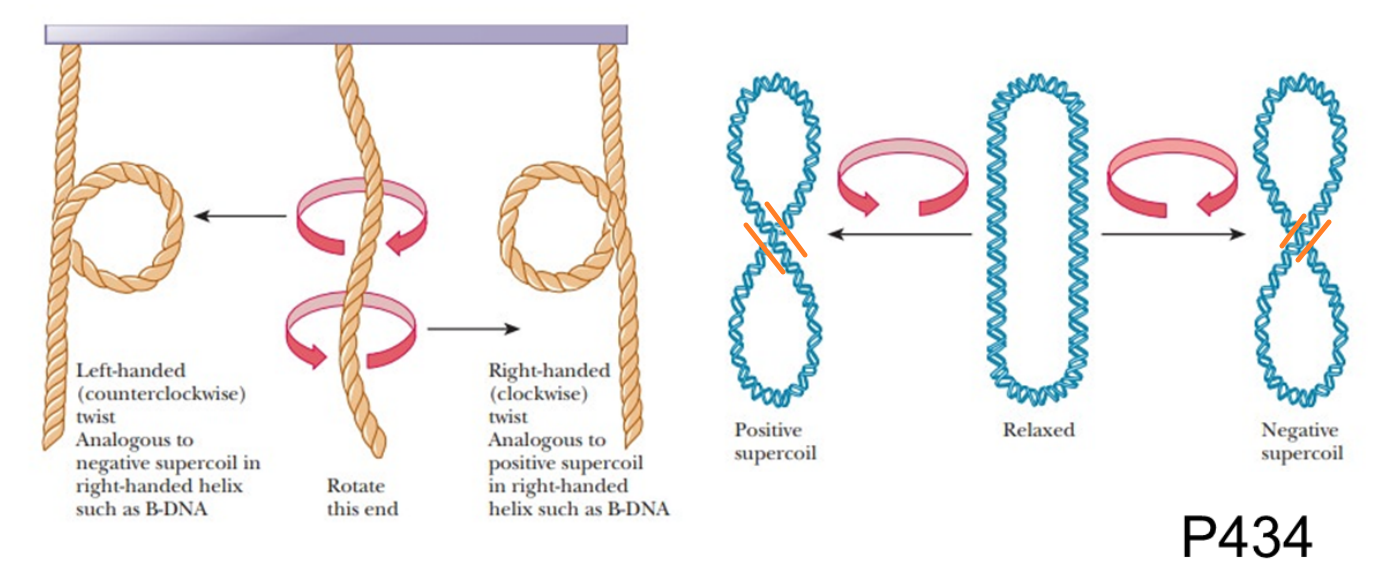 Left-handed
(counterclockwise)
twist
Analogous to
negative supercoil in
right-handed helix
such as B-DNA
Rotate
this end
Right-handed
(clockwise)
twist
Analogous to
positive supercoil
in right-handed
helix such as B-DNA
Positive
supercoil
Relaxed
Negative
supercoil
P434